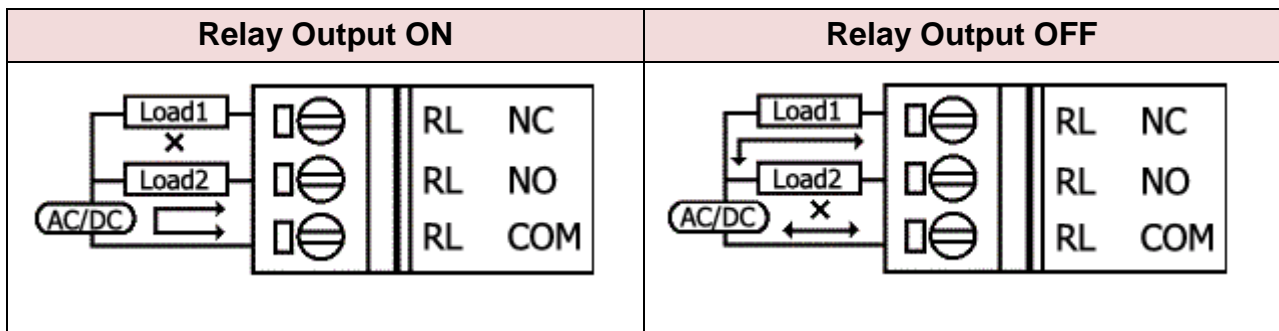 Relay Output ON
Relay Output OFF
Load1
RL NC
Load2
RL NO
AC/DC
RL COM
Load1
RL NC
Load2
RL NO
AC/DC
RL COM